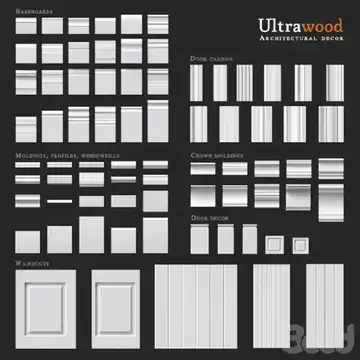 Baseboards
Ultrawood
Architectural decor
Door casings
Moldings, profiles, windowsills
Crown moldings
Door decor
Wainscots